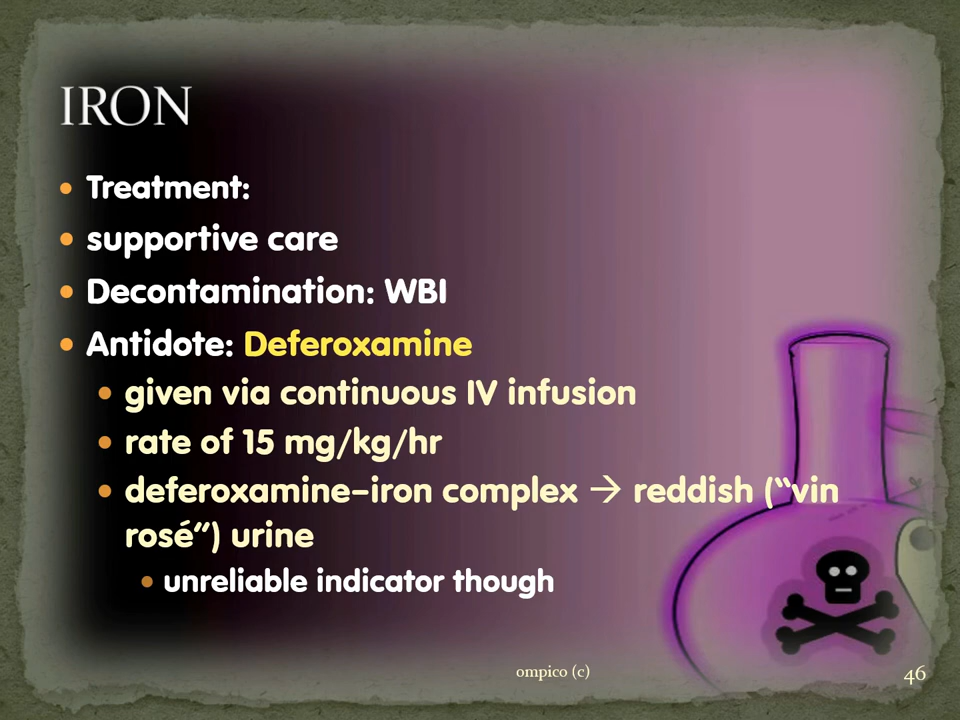 IRON
Treatment:
supportive care
Decontamination: WBI
Antidote: Deferoxamine
given via continuous IV infusion
rate of 15 mg/kg/hr
deferoxamine–iron complex → reddish (“vin
rosé”) urine
unreliable indicator though
ompico (c)
46